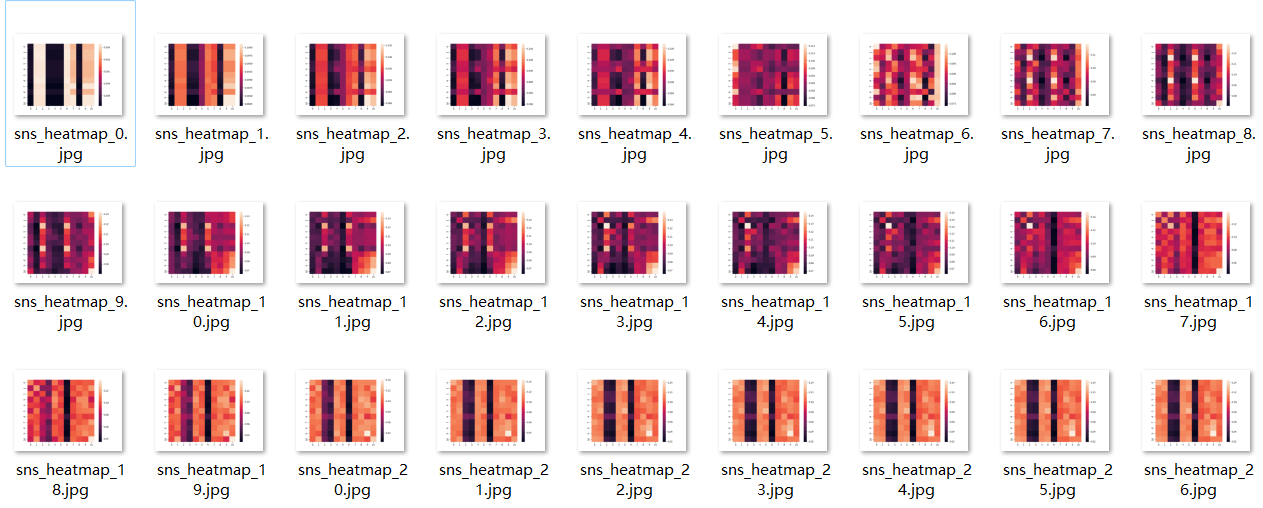 sns_heatmap_0.
jpg
sns_heatmap_1.
jpg
sns_heatmap_2.
jpg
sns_heatmap_3.
jpg
sns_heatmap_4.
jpg
sns_heatmap_5.
jpg
sns_heatmap_6.
jpg
sns_heatmap_7.
jpg
sns_heatmap_8.
jpg
sns_heatmap_9.
jpg
sns_heatmap_1
0.jpg
sns_heatmap_1
1.jpg
sns_heatmap_1
2.jpg
sns_heatmap_1
3.jpg
sns_heatmap_1
4.jpg
sns_heatmap_1
5.jpg
sns_heatmap_1
6.jpg
sns_heatmap_1
7.jpg
sns_heatmap_1
8.jpg
sns_heatmap_1
9.jpg
sns_heatmap_2
0.jpg
sns_heatmap_2
1.jpg
sns_heatmap_2
2.jpg
sns_heatmap_2
3.jpg
sns_heatmap_2
4.jpg
sns_heatmap_2
5.jpg
sns_heatmap_2
6.jpg